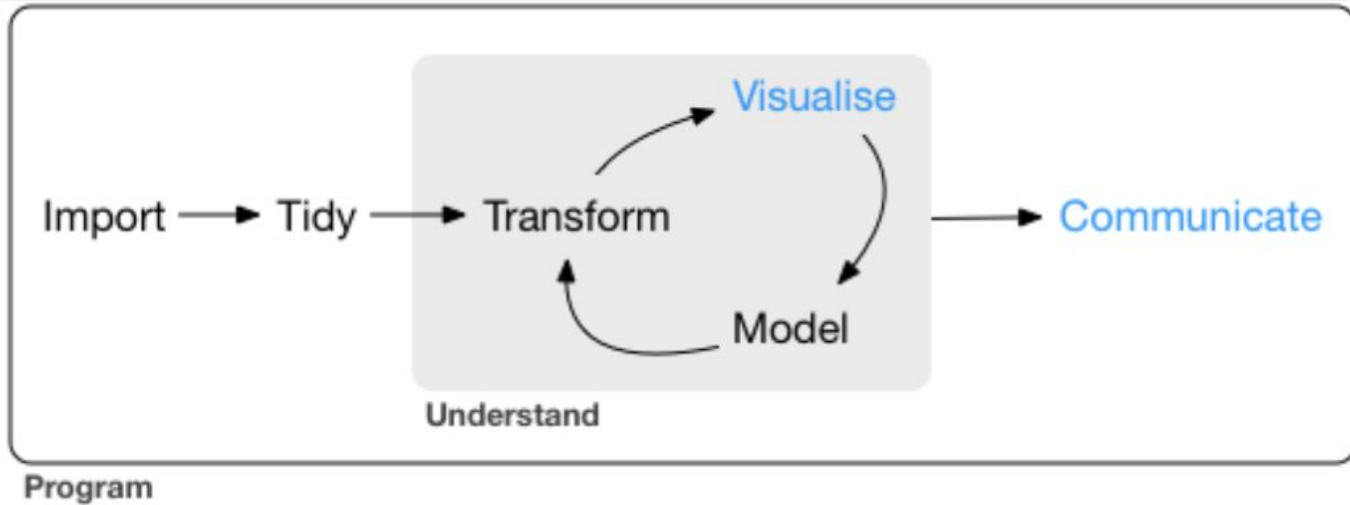 Visualise
Import Tidy Transform Communicate
Model
Understand
Program